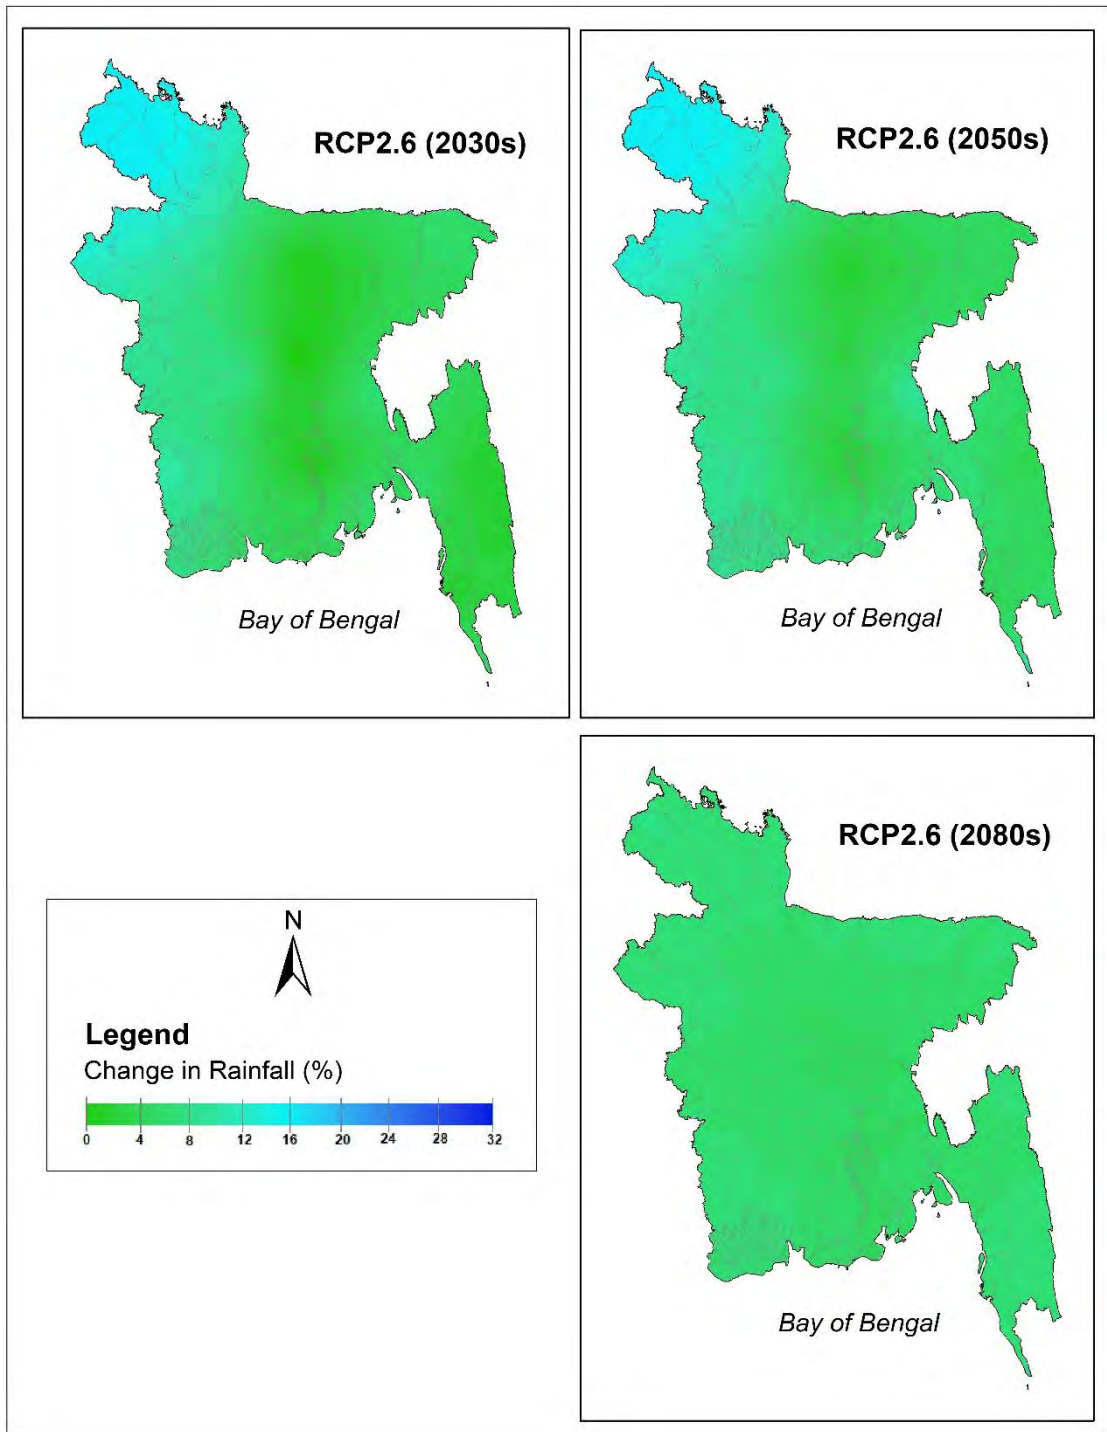 RCP2.6 (2030s)
Bay of Bengal
RCP2.6 (2050s)
Bay of Bengal
N
Legend
Change in Rainfall (%)
0 4 8 12 16 20 24 28 32
RCP2.6 (2080s)
Bay of Bengal